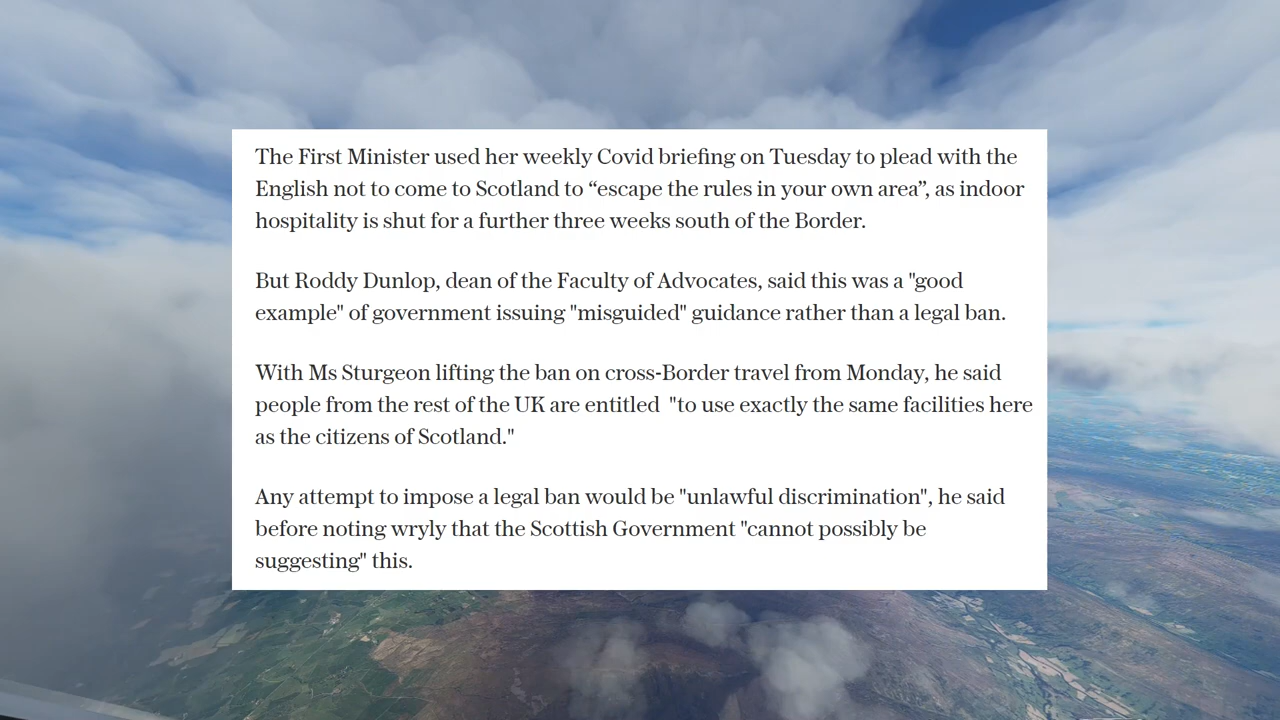 The First Minister used her weekly Covid briefing on Tuesday to plead with the
English not to come to Scotland to “escape the rules in your own area”, as indoor
hospitality is shut for a further three weeks south of the Border.
But Roddy Dunlop, dean of the Faculty of Advocates, said this was a "good
example" of government issuing "misguided" guidance rather than a legal ban.
With Ms Sturgeon lifting the ban on cross-Border travel from Monday, he said
people from the rest of the UK are entitled  "to use exactly the same facilities here
as the citizens of Scotland."
Any attempt to impose a legal ban would be "unlawful discrimination", he said
before noting wryly that the Scottish Government "cannot possibly be
suggesting" this.